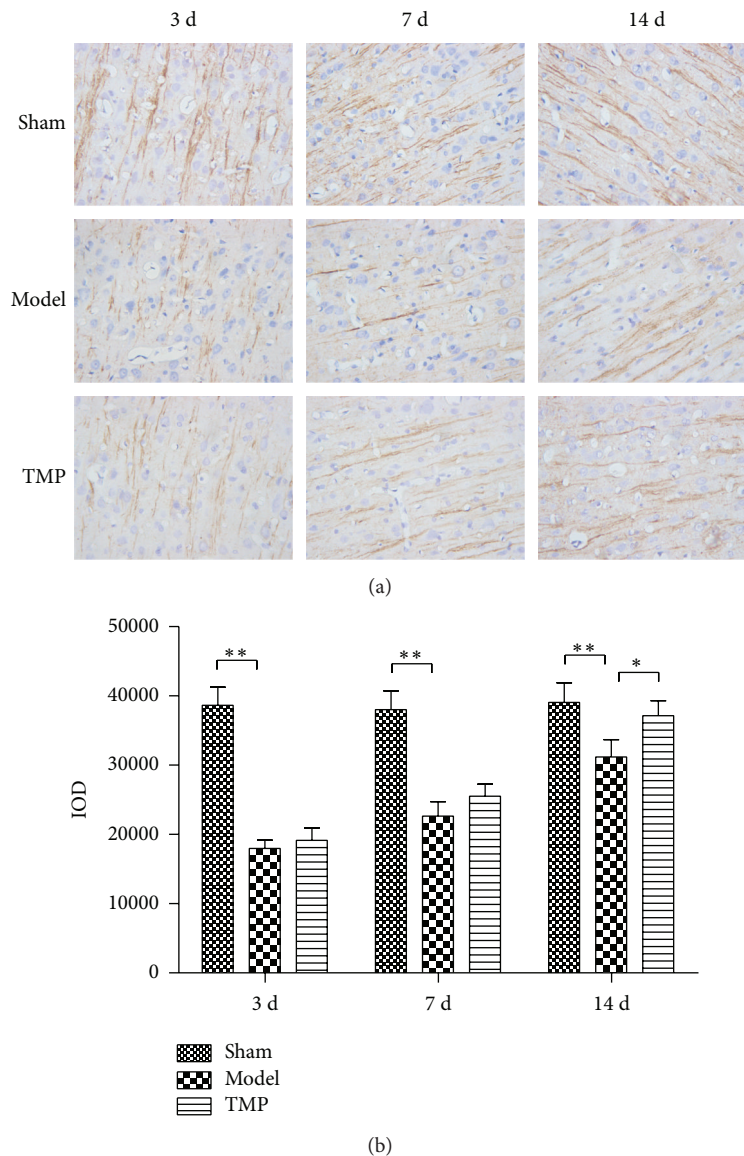 3 d 7 d 14 d
Sham
Model
TMP
(a)
50000
40000
30000
20000
10000
0
IOD
** ** ** *
3 d 7 d 14 d
Sham
Model
TMP
(b)